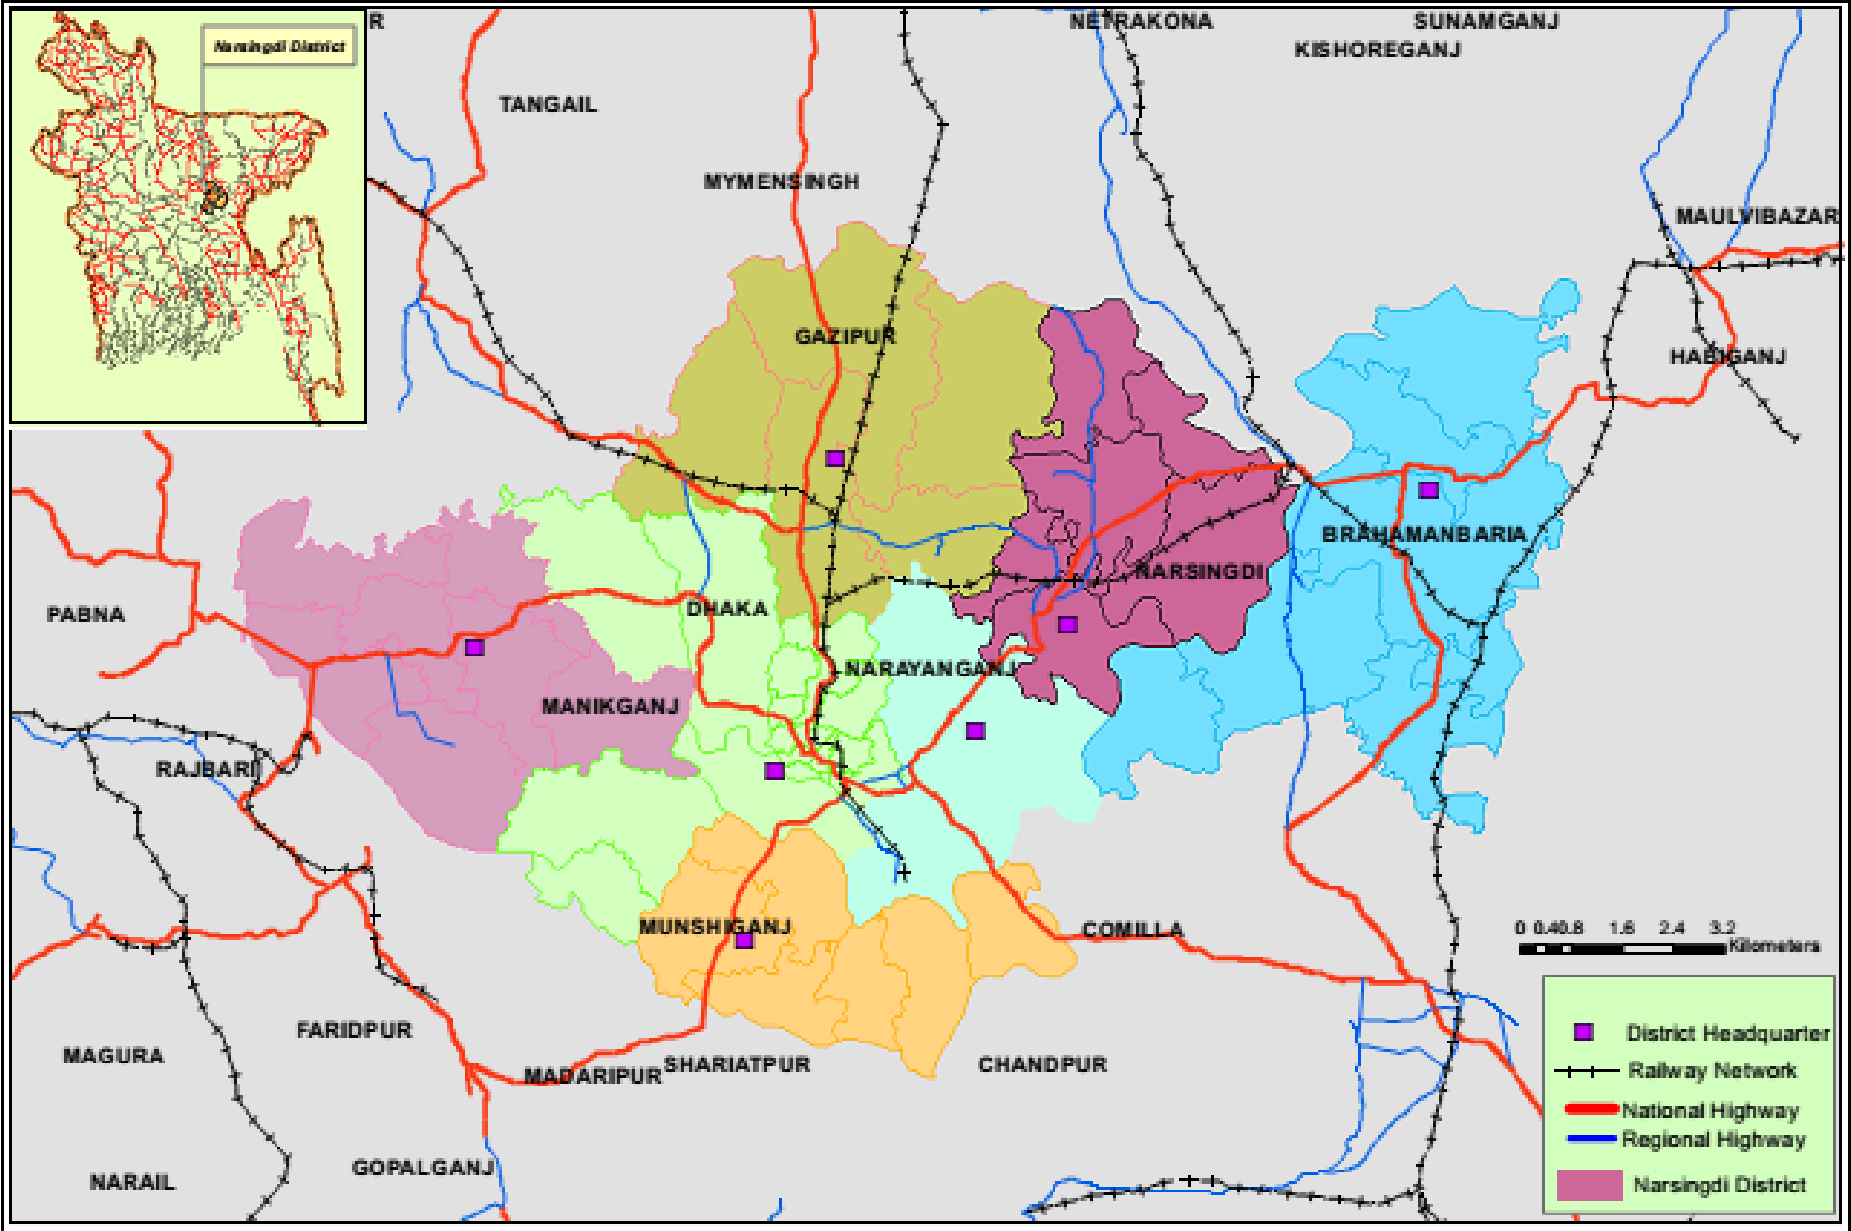 Narsingdi District
R
NETRAKONA
SUNAMGANJ
KISHOREGANJ
TANGAIL
MYMENSINGH
MAULVIBAZAR
GAZIPUR
HABIGANJ
BRAHAMANBARIA
NARSINGDI
PABNA
DHAKA
NARAYANGANJ
MANIKGANJ
RAJBARI
MUNSHIGANJ
COMILLA
0 0.40.8 1.6 2.4 3.2
Kilometers
FARIDPUR
MAGURA
SHARIATPUR
CHANDPUR
MADARIPUR
GOPALGANJ
NARAIL
District Headquarter
Railway Network
National Highway
Regional Highway
Narsingdi District